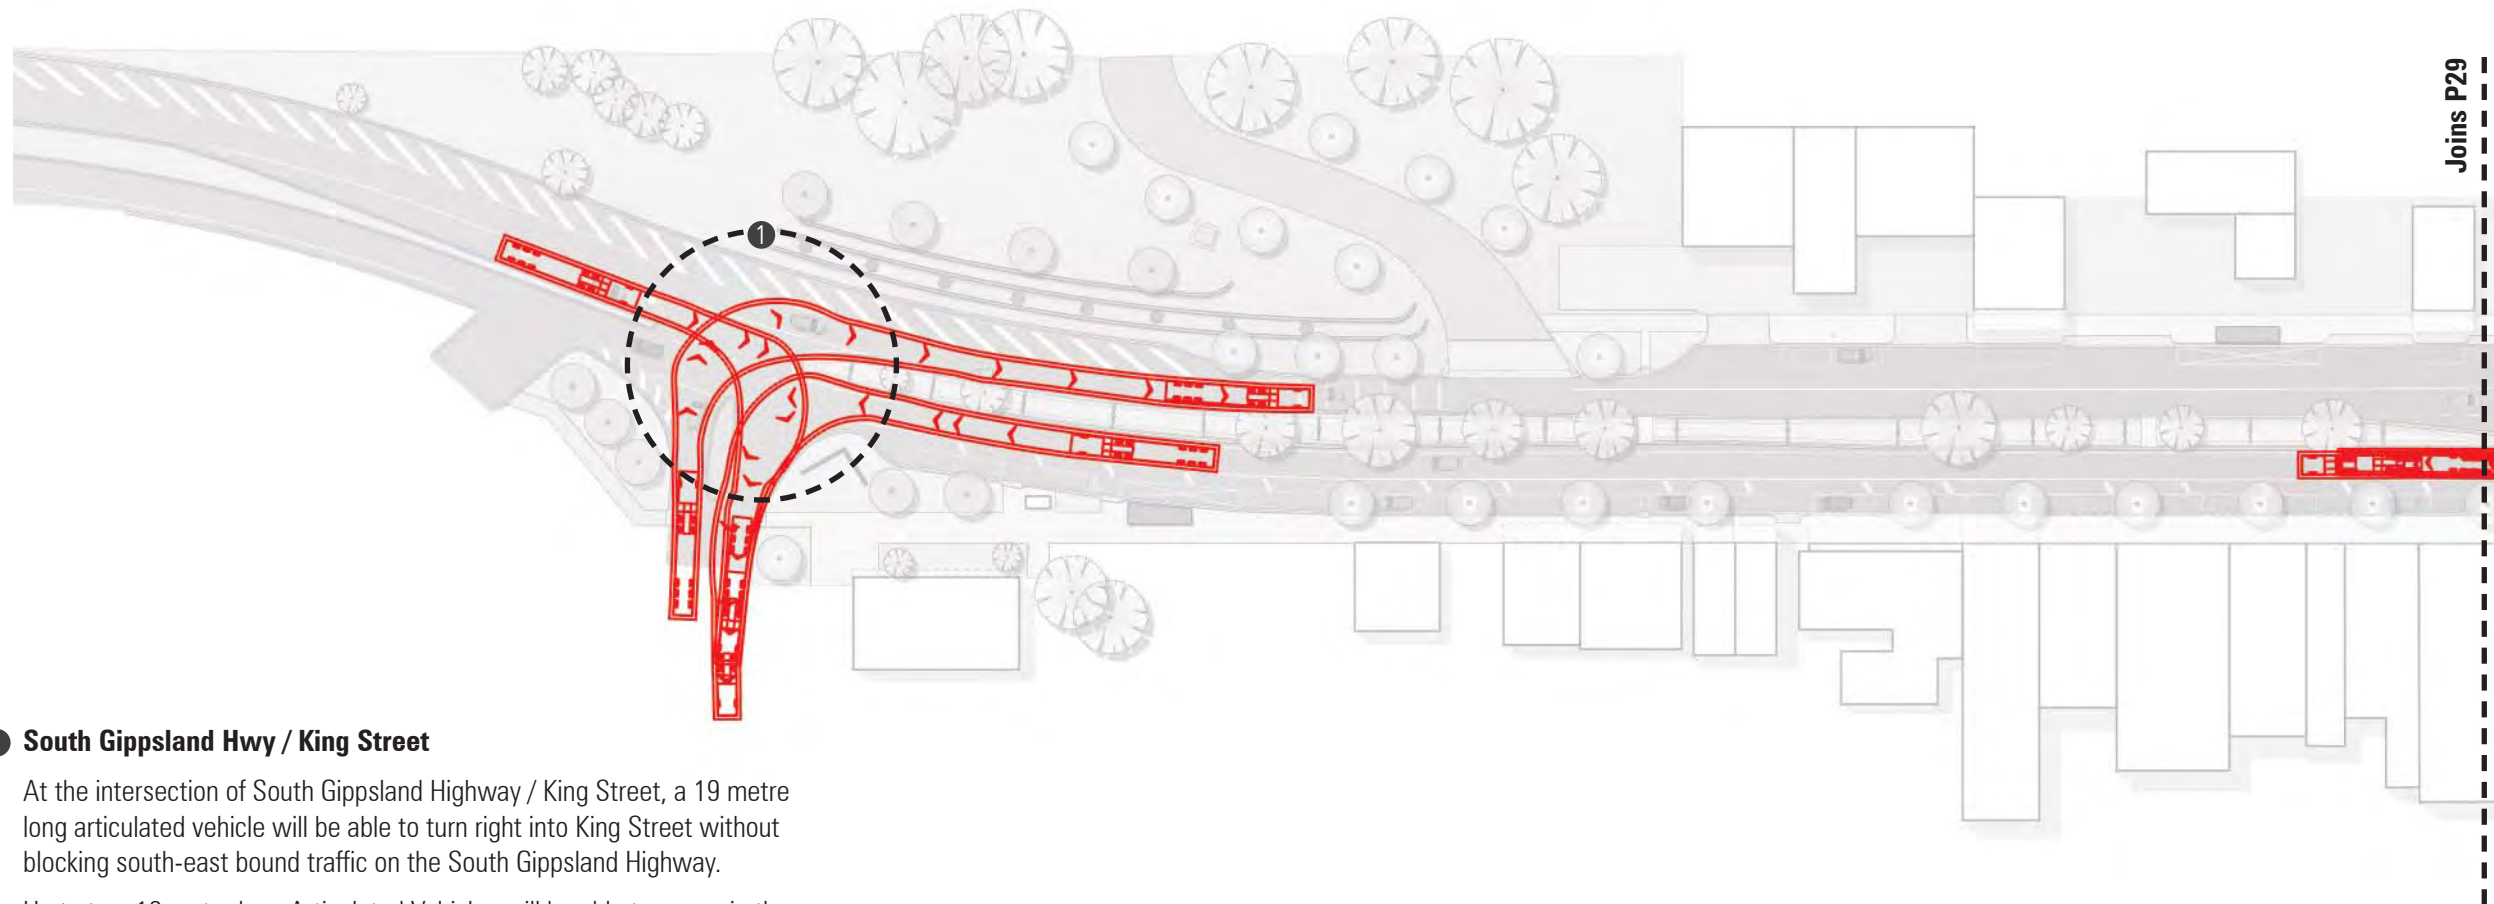 Joins P29
1
South Gippsland Hwy / King Street
At the intersection of South Gippsland Highway / King Street, a 19 metre
long articulated vehicle will be able to turn right into King Street without
blocking south-east bound traffic on the South Gippsland Highway.